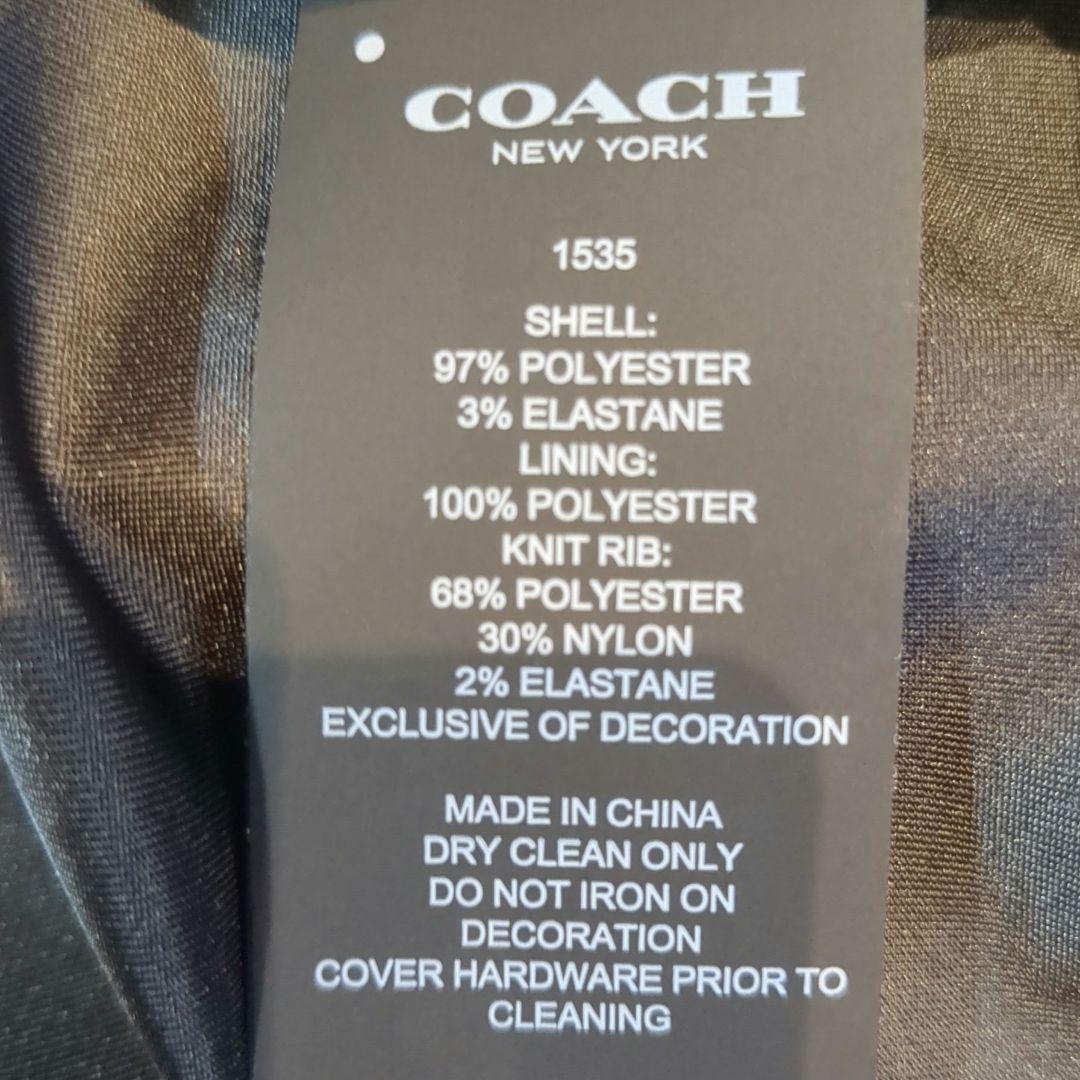 COACH
NEW YORK
1535
SHELL:
97% POLYESTER
3% ELASTANE
LINING:
100% POLYESTER
KNIT RIB:
68% POLYESTER
30% NYLON
2% ELASTANE
EXCLUSIVE OF DECORATION
MADE IN CHINA
DRY CLEAN ONLY
DO NOT IRON ON
DECORATION
COVER HARDWARE PRIOR TO
CLEANING